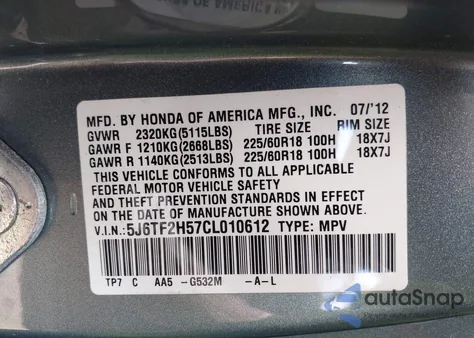 MFD. BY HONDA OF AMERICA MFG., INC. 07/'12
GVWR 2320KG(5115LBS) TIRE SIZE RIM SIZE
GAWR F 1210KG(2668LBS) 225/60R18 100H 18X7J
GAWR R 1140KG(2513LBS) 225/60R18 100H 18X7J
THIS VEHICLE CONFORMS TO ALL APPLICABLE
FEDERAL MOTOR VEHICLE SAFETY
AND THEFT PREVENTION STANDARDS IN EFFECT
ON THE DATE OF MANUFACTURE SHOWN ABOVE.
V.I.N.:5J6TF2H57CL010612 TYPE: MPV
TP7 C AA5 -G532M -A-L
autoSnap